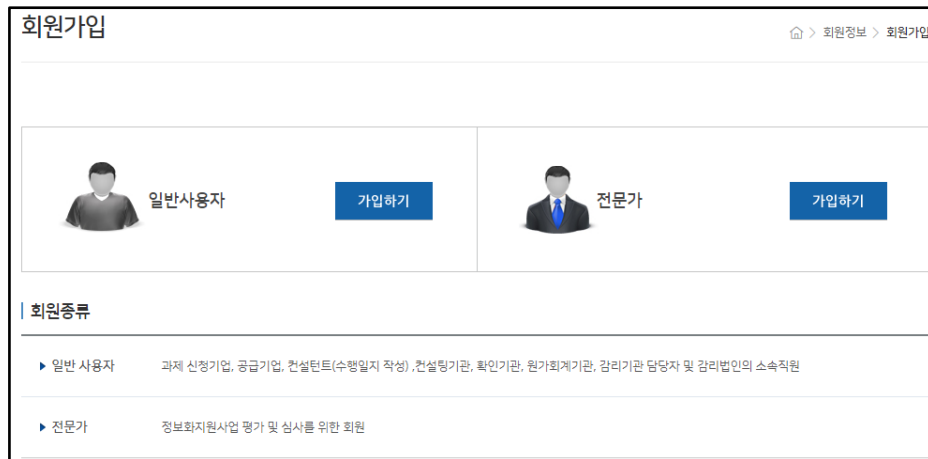 회원가입
회원정보 > 회원가입
일반사용자 가입하기 전문가 가입하기
회원종류
일반 사용자 과제 신청기업, 공급기업, 컨설턴트(수행일지 작성) ,컨설팅기관, 확인기관, 원가회계기관, 감리기관 담당자 및 감리법인의 소속직원
전문가 정보화지원사업 평가 및 심사를 위한 회원